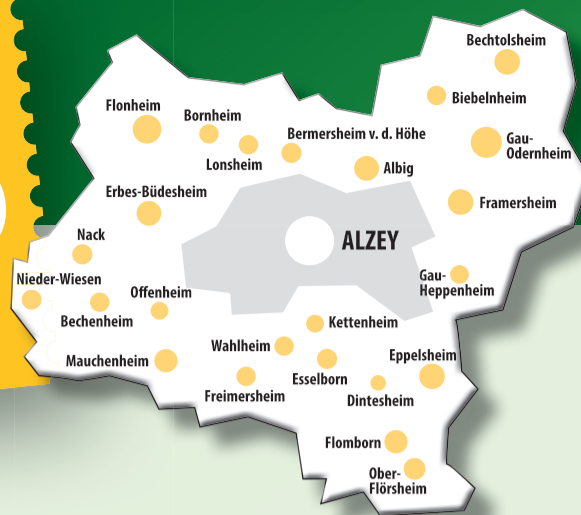 Bechtolsheim
Biebelnheim
Flonheim
Bornheim
Bermersheim v. d. Höhe
Gau-
Odernheim
Lonsheim
Albig
Erbes-Büdesheim
Framersheim
Nack
ALZEY
Gau-
Heppenheim
Nieder-Wiesen
Offenheim
Bechenheim
Kettenheim
Wahlheim
Mauchenheim
Eppelsheim
Esselborn
Freimersheim
Dintesheim
Flomborn
Ober-
Flörsheim